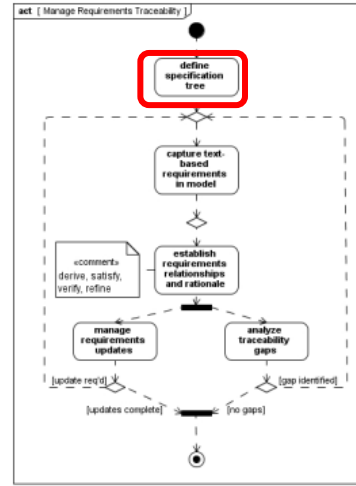 act [ Manage Requirements Traceability ]
define
specification
tree
capture text-
based
requirements
in model
«comment»
derive, satisfy,
verify, refine
establish
requirements
relationships
and rationale
manage
requirements
updates
analyze
traceability
gaps
[update req'd]
[gap identified]
[updates complete]
[no gaps]